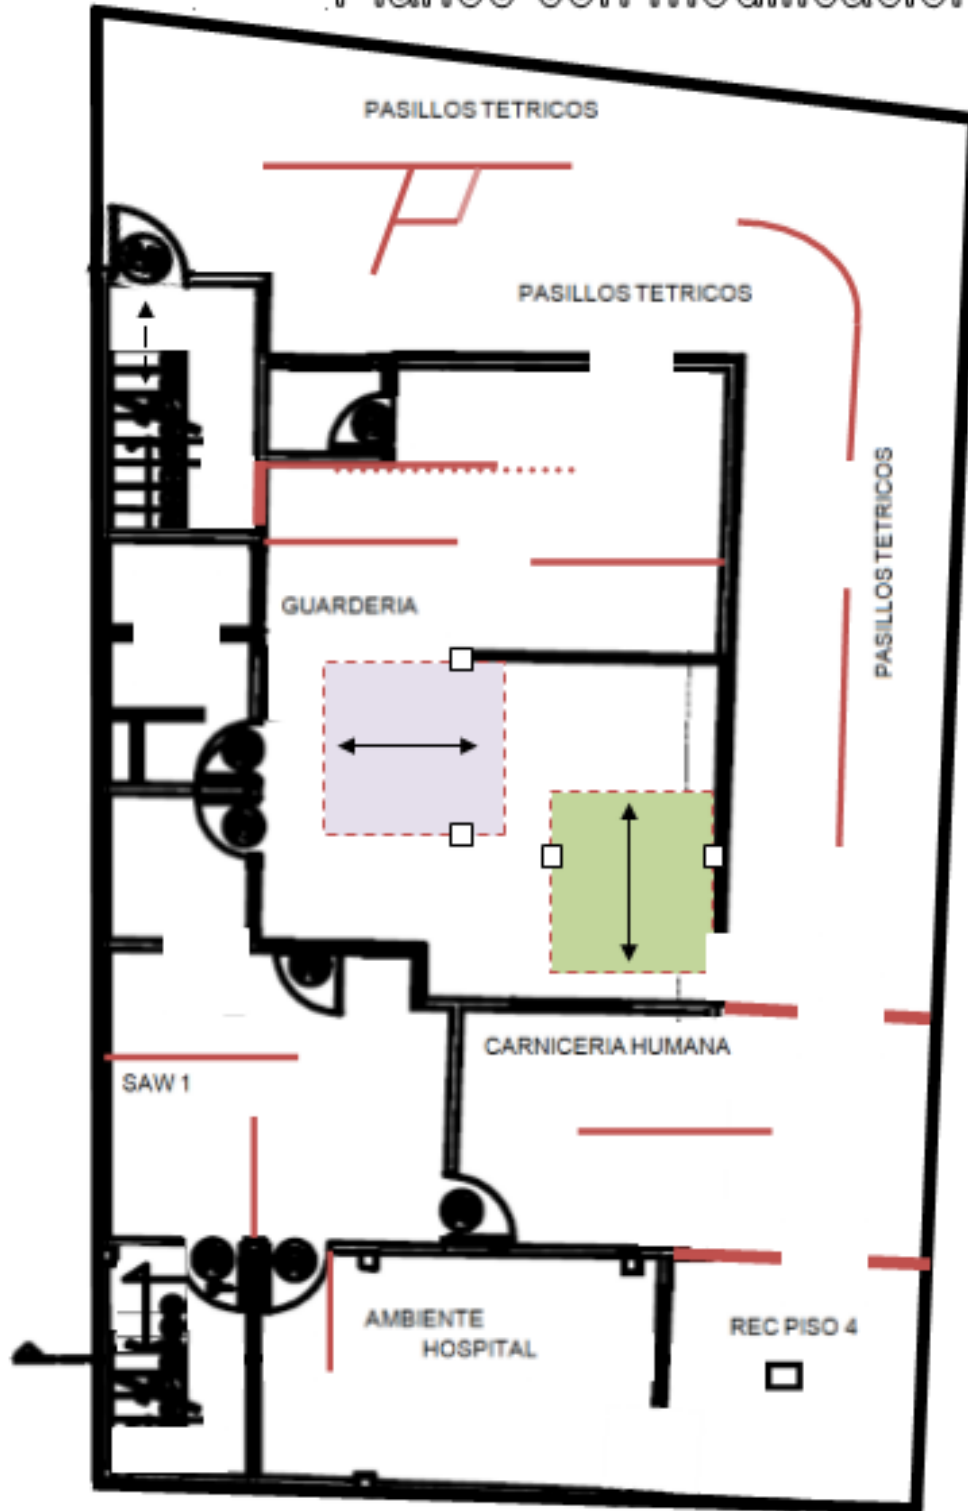 PASILLOS TETRICOS
PASILLOS TETRICOS
PASILLOS TETRICOS
GUARDERIA
CARNICERIA HUMANA
SAW 1
AMBIENTE
HOSPITAL
REC PISO 4